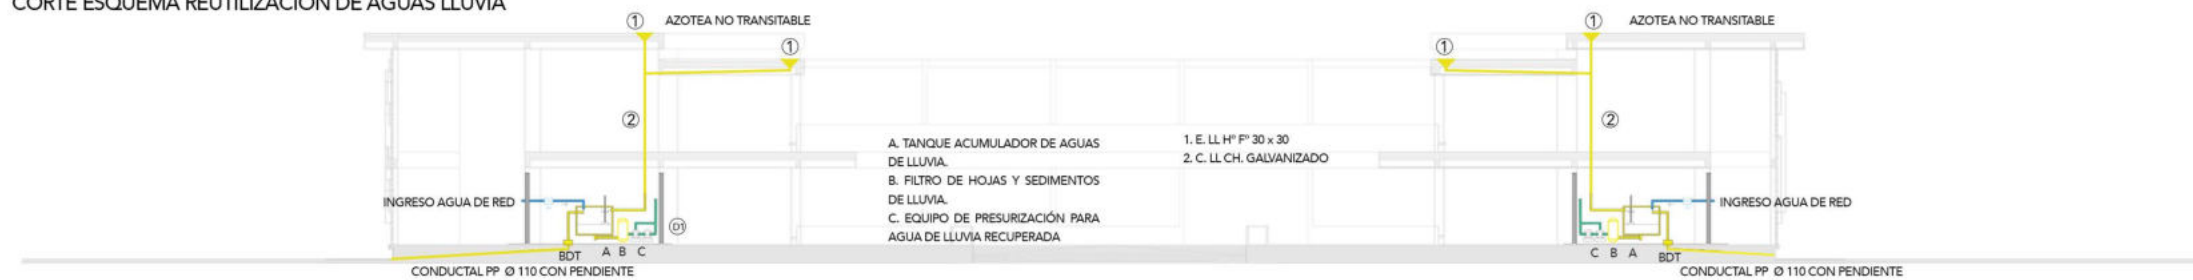 CORTE ESQUEMA REUTILIZACIÓN DE AGUAS LLUVIA
1 AZOTEA NO TRANSITABLE
1 AZOTEA NO TRANSITABLE
1
1
2
2
A. TANQUE ACUMULADOR DE AGUAS
DE LLUVIA.
B. FILTRO DE HOJAS Y SEDIMENTOS
DE LLUVIA.
C. EQUIPO DE PRESURIZACIÓN PARA
AGUA DE LLUVIA RECUPERADA
1. E. LL Hº Fº 30 x 30
2. C. LL CH. GALVANIZADO
INGRESO AGUA DE RED
INGRESO AGUA DE RED
D1
BDT A B C
C B A BDT
CONDUCTAL PP Ø 110 CON PENDIENTE
CONDUCTAL PP Ø 110 CON PENDIENTE